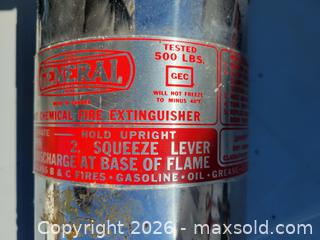 GENERAL
TESTED
500 LBS.
GEC
WILL NOT FREEZE
TO MINUS 40°F
CHEMICAL FIRE EXTINGUISHER
HOLD UPRIGHT
2. SQUEEZE LEVER
DISCHARGE AT BASE OF FLAME
B & C FIRES • GASOLINE • OIL • GREASE
Copyright © 2026 - maxsold.com